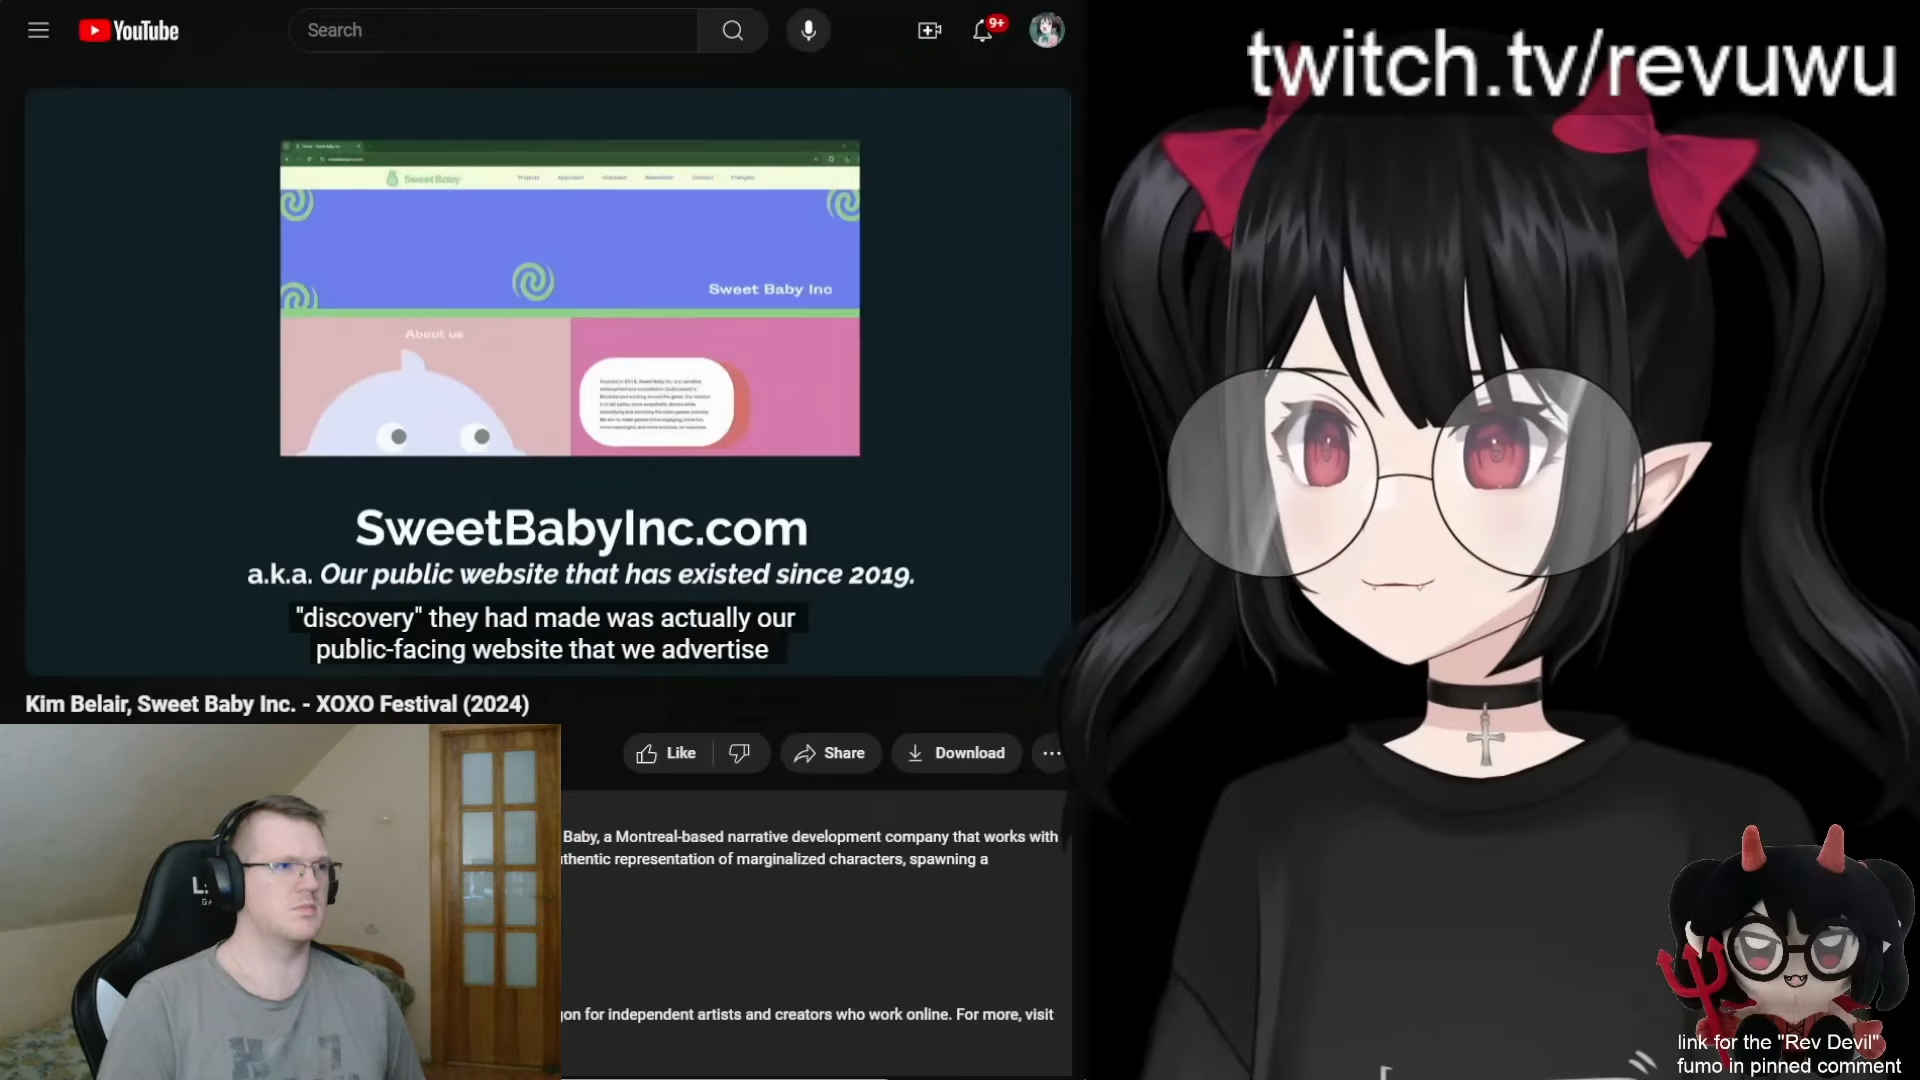 YouTube
Search
9+
twitch.tv/revuwu
SweetBaby
Sweet Baby Inc
About us
SweetBabyInc.com
a.k.a. Our public website that has existed since 2019.
"discovery" they had made was actually our
public-facing website that we advertise
Kim Belair, Sweet Baby Inc. - XOXO Festival (2024)
Like
Share
Download
Baby, a Montreal-based narrative development company that works with
uthentic representation of marginalized characters, spawning a
gon for independent artists and creators who work online. For more, visit
link for the "Rev Devil"
fumo in pinned comment